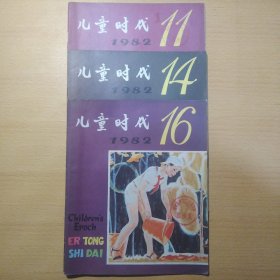 儿童时代 11
1982
儿童时代 14
1982
儿童时代 16
1982
Children's
Epoch
ER TONG
SHI DAI